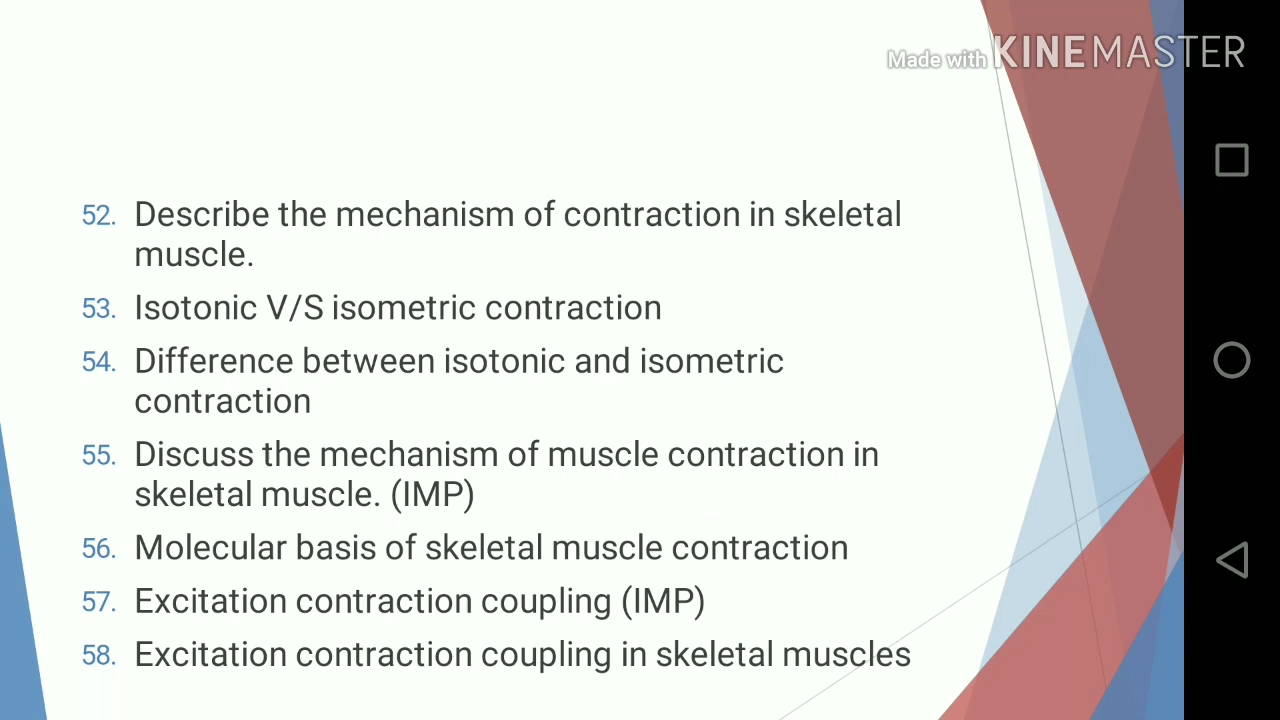 Made with KINEMASTER
52. Describe the mechanism of contraction in skeletal
muscle.
53. Isotonic V/S isometric contraction
54. Difference between isotonic and isometric
contraction
55. Discuss the mechanism of muscle contraction in
skeletal muscle. (IMP)
56. Molecular basis of skeletal muscle contraction
57. Excitation contraction coupling (IMP)
58. Excitation contraction coupling in skeletal muscles